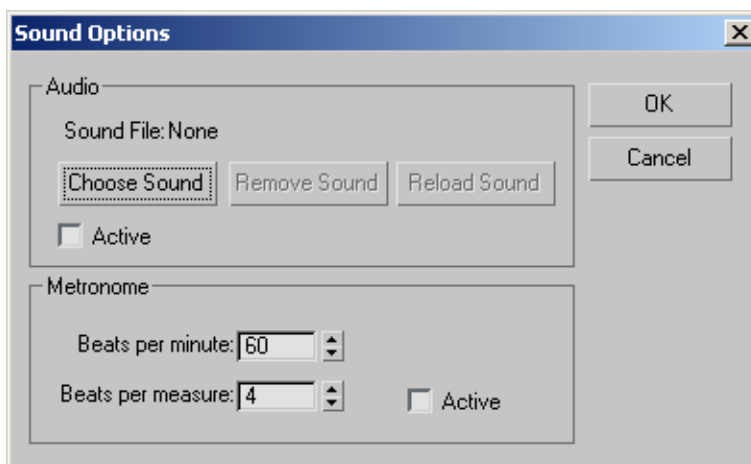 Sound Options
Audio
OK
Sound File: None
Cancel
Choose Sound
Remove Sound
Reload Sound
Active
Metronome
Beats per minute: 60
Beats per measure: 4
Active